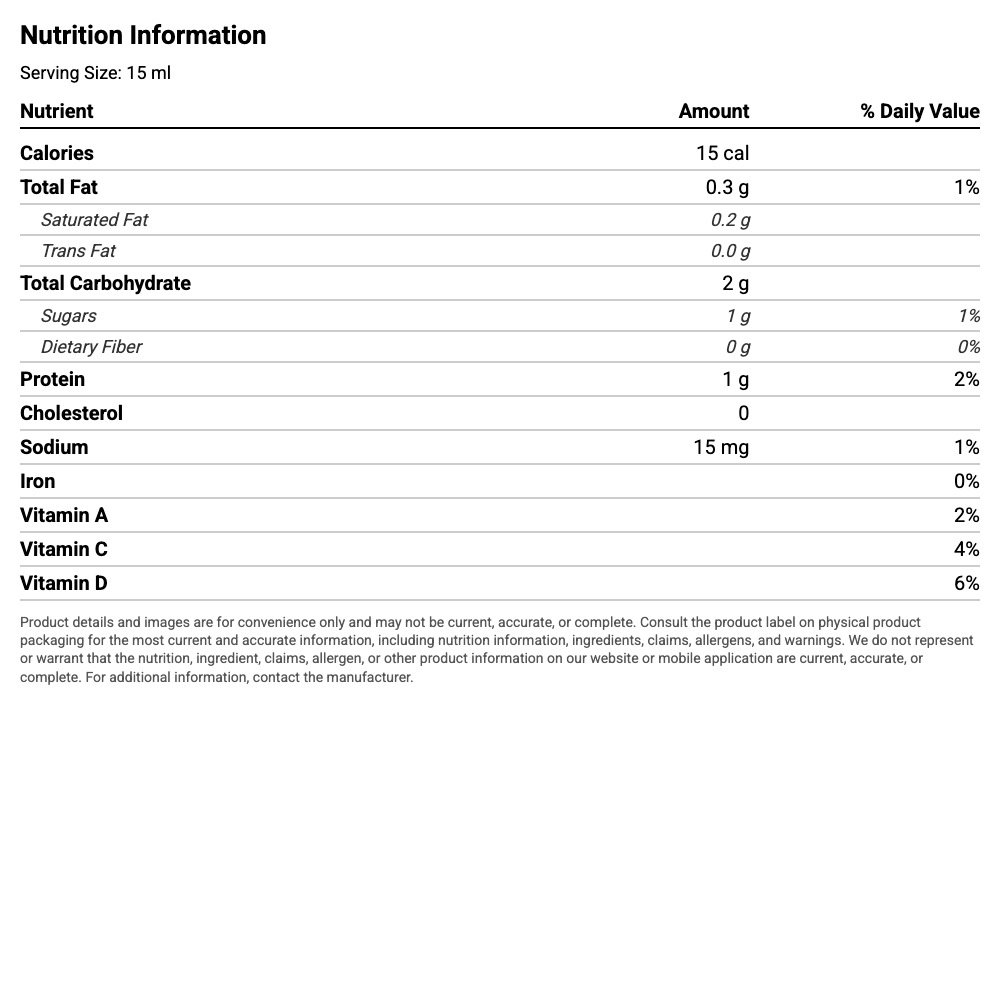 Nutrition Information
Serving Size: 15 ml
Nutrient Amount % Daily Value
Calories 15 cal
Total Fat 0.3 g 1%
Saturated Fat 0.2 g
Trans Fat 0.0 g
Total Carbohydrate 2 g
Sugars 1 g 1%
Dietary Fiber 0 g 0%
Protein 1 g 2%
Cholesterol 0
Sodium 15 mg 1%
Iron 0%
Vitamin A 2%
Vitamin C 4%
Vitamin D 6%
Product details and images are for convenience only and may not be current, accurate, or complete. Consult the product label on physical product
packaging for the most current and accurate information, including nutrition information, ingredients, claims, allergens, and warnings. We do not represent
or warrant that the nutrition, ingredient, claims, allergen, or other product information on our website or mobile application are current, accurate, or
complete. For additional information, contact the manufacturer.